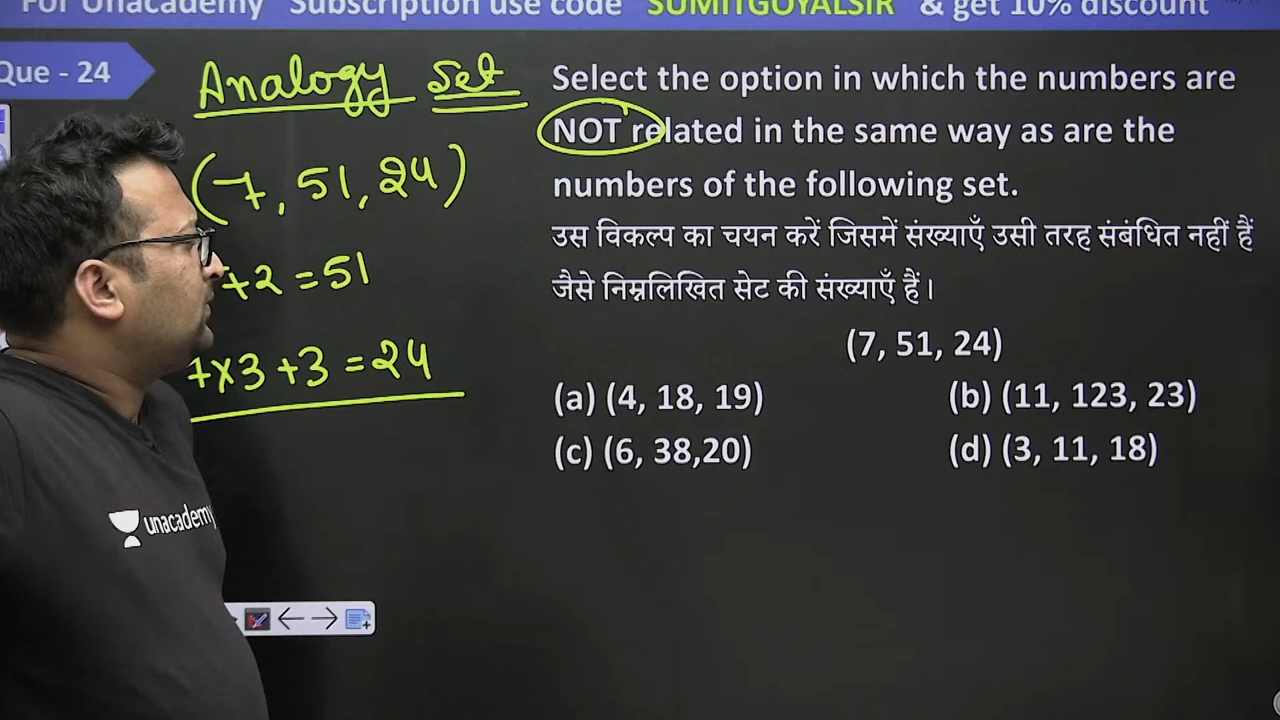 For Unacademy Subscription use code SUMITGOYALSIR & get 10% discount
Que - 24
Analogy Set
(7, 51, 24)
+2 = 51
7x3 +3 = 24
Select the option in which the numbers are
NOT related in the same way as are the
numbers of the following set.
उस विकल्प का चयन करें जिसमें संख्याएँ उसी तरह संबंधित नहीं हैं
जैसे निम्नलिखित सेट की संख्याएँ हैं।
(7, 51, 24)
(a) (4, 18, 19)
(b) (11, 123, 23)
(c) (6, 38,20)
(d) (3, 11, 18)
unacademy